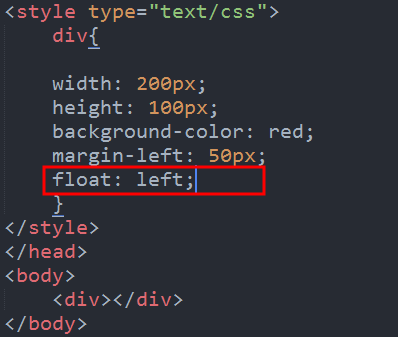 <style type="text/css">
div{
width: 200px;
height: 100px;
background-color: red;
margin-left: 50px;
float: left;
}
</style>
</head>
<body>
<div></div>
</body>